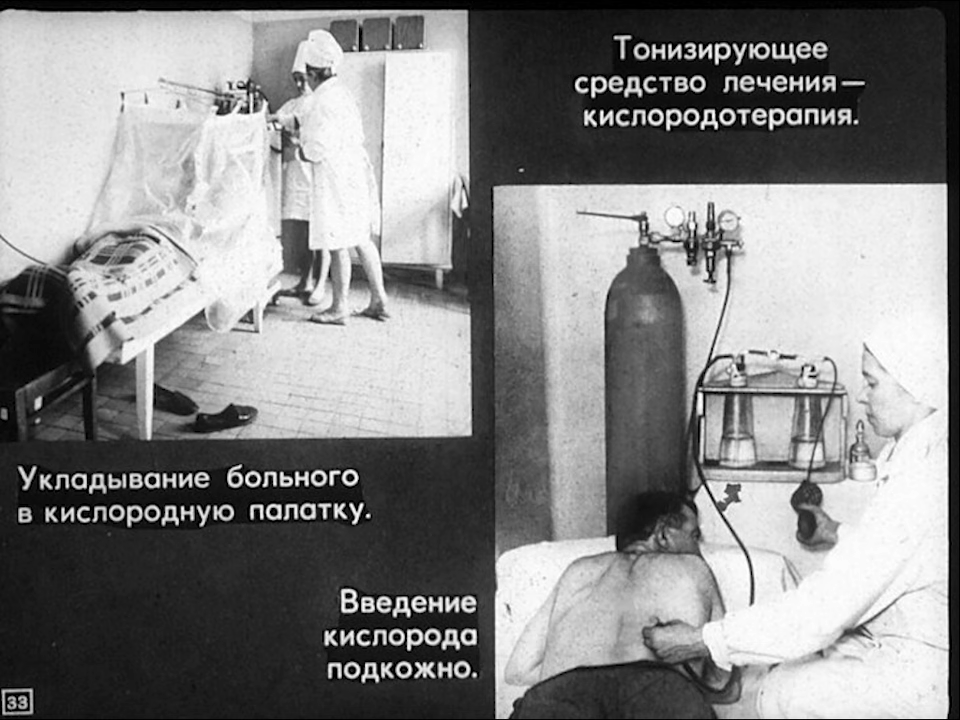 Тонизирующее
средство лечения—
кислородотерапия.
Укладывание больного
в кислородную палатку.
Введение
кислорода
подкожно.
33